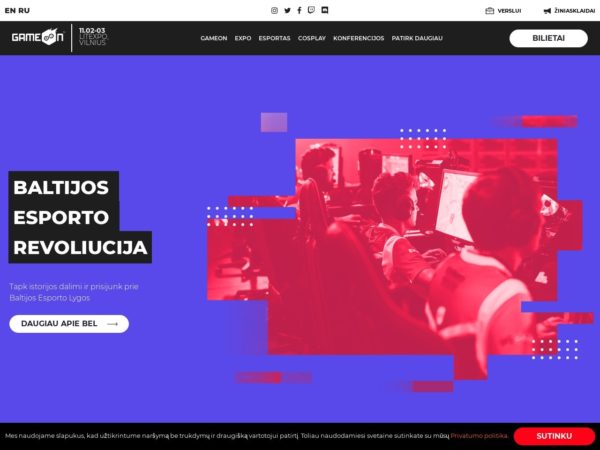 EN RU
VERSLUI
ŽINIASKLAIDAI
GAMEON
11.02-03
LITEXPO,
VILNIUS
GAMEON EXPO ESPORTAS COSPLAY KONFERENCIJOS PATIRK DAUGIAU
BILIETAI
BALTIJOS
ESPORTO
REVOLIUCIJA
Tapk istorijos dalimi ir prisijunk prie
Baltijos Esporto Lygos
DAUGIAU APIE BEL
Mes naudojame slapukus, kad užtikrintume naršymą be trukdymų ir draugišką vartotojui patirtį. Toliau naudodamiesi svetaine sutinkate su mūsų Privatumo politika.
SUTINKU